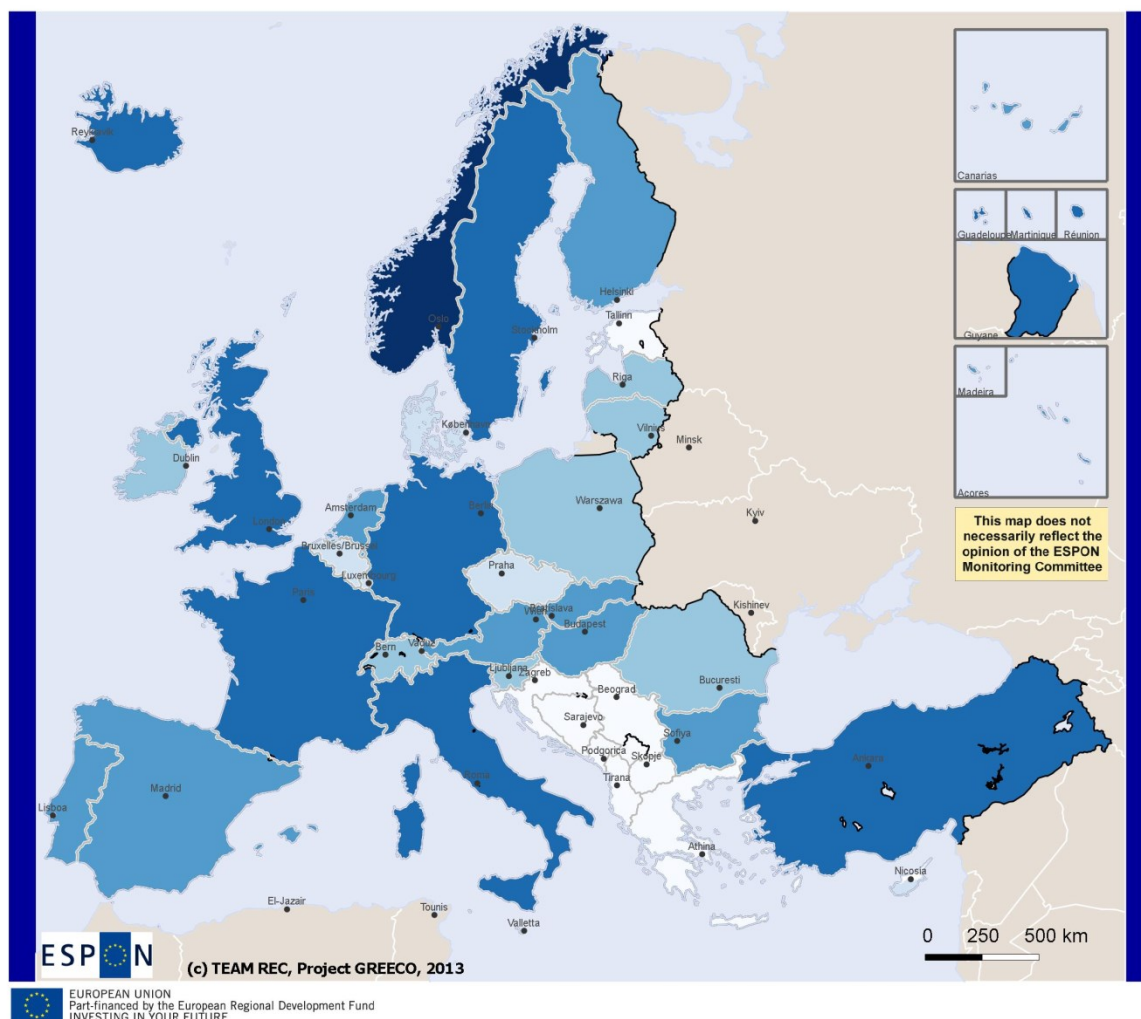 Reykjavik
Canarias
Guadeloupe
Martinique
Réunion
Guyane
Madeira
Acores
This map does not
necessarily reflect the
opinion of the ESPON
Monitoring Committee
Helsinki
Oslo
Tallinn
Stockholm
Riga
København
Vilnius
Minsk
Dublin
Amsterdam
Berlin
Warszawa
London
Kyiv
Bruxelles/Brussel
Praha
Luxembourg
Paris
Kishinev
Wien
Bratislava
Budapest
Bern
Vaduz
Ljubljana
Zagreb
Bucuresti
Beograd
Sarajevo
Sofiya
Podgorica
Skopje
Ankara
Tirana
Roma
Madrid
Lisboa
Athina
Nicosia
El-Jazair
Tounis
Valletta
0 250 500 km
ESPON
(c) TEAM REC, Project GREECO, 2013
EUROPEAN UNION
Part-financed by the European Regional Development Fund
INVESTING IN YOUR FUTURE